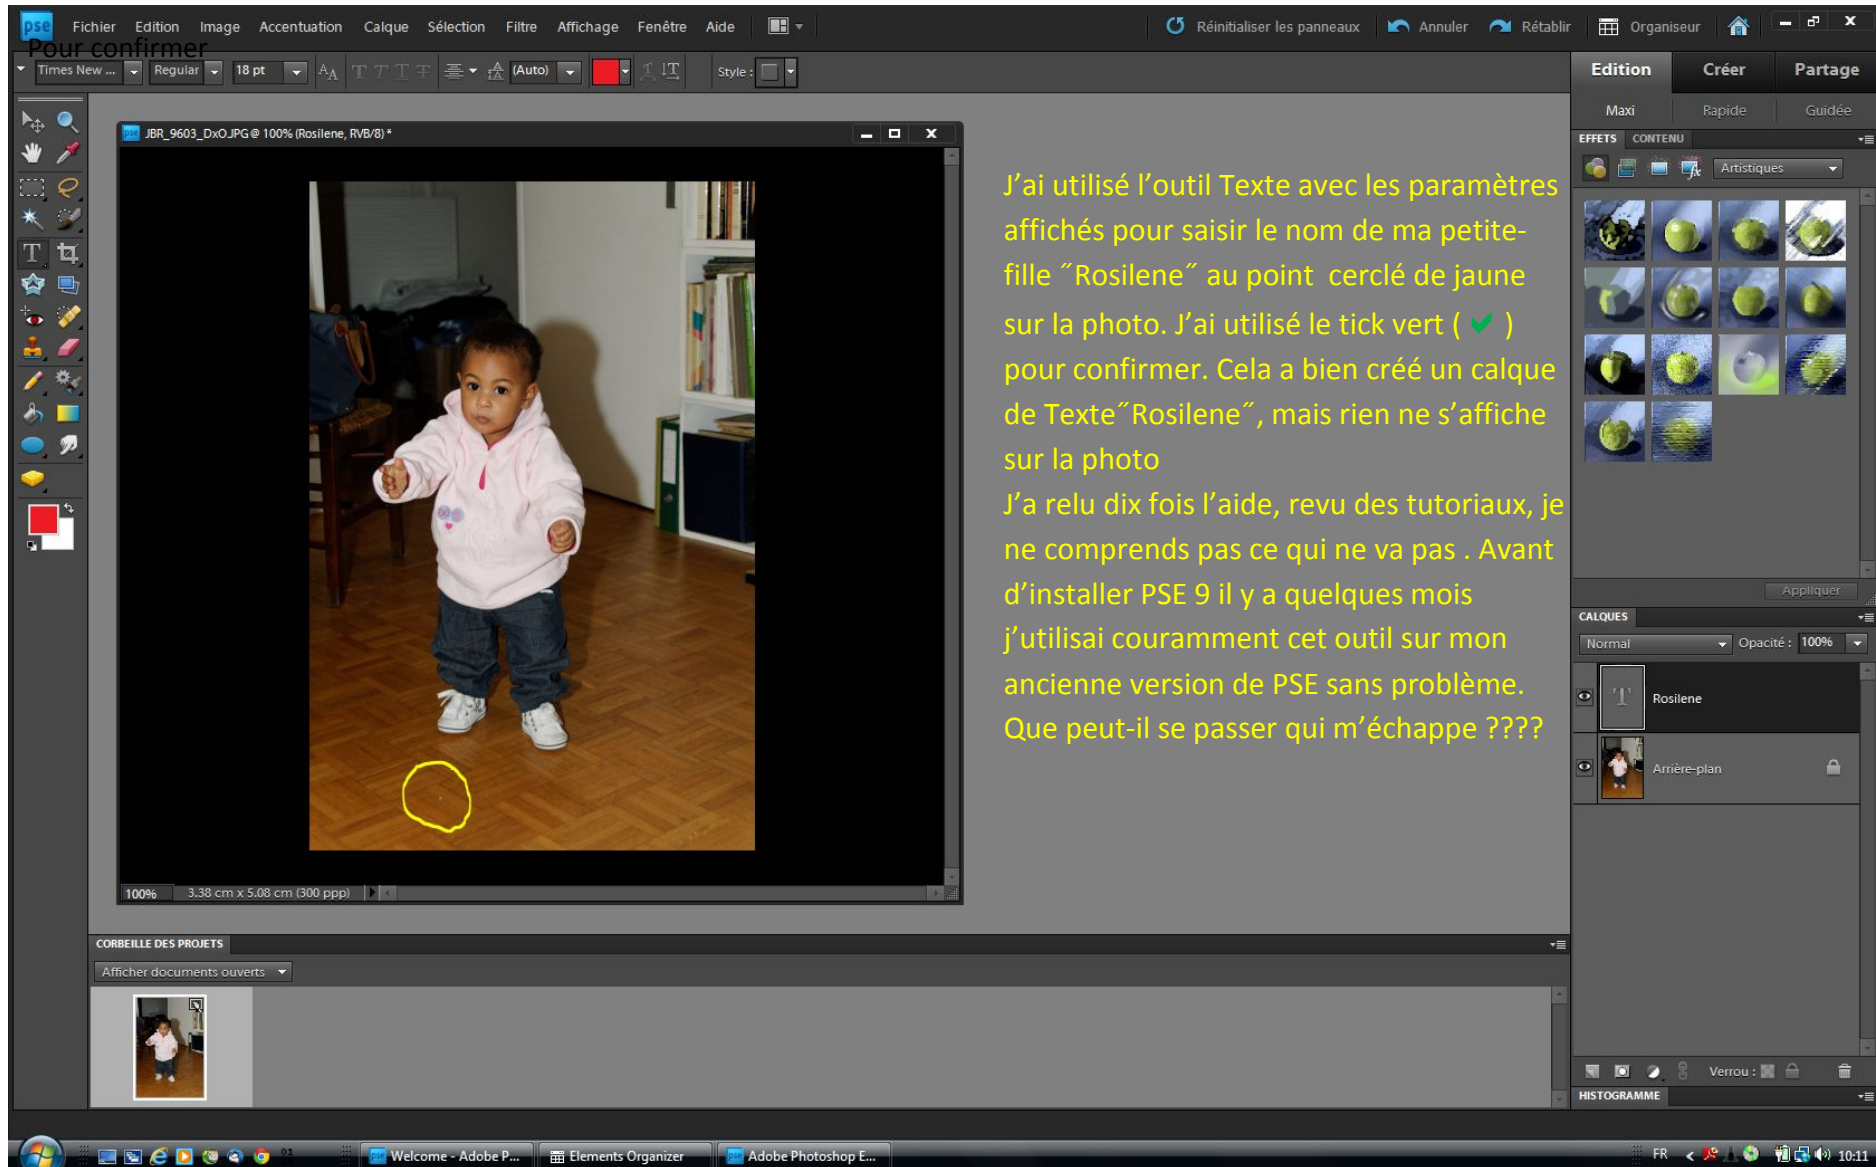 pse Fichier Edition Image Accentuation Calque Sélection Filtre Affichage Fenêtre Aide Réinitialiser les panneaux Annuler Rétablir Organiseur
Pour confirmer
Times New ... Regular 18 pt (Auto) Style :
Edition Créer Partage
Maxi Rapide Guidée
EFFETS CONTENU
Artistiques
JBR_9603_DxO.JPG @ 100% (Rosilene, RVB/8) *
J’ai utilisé l’outil Texte avec les paramètres
affichés pour saisir le nom de ma petite-
fille ˝Rosilene˝ au point cerclé de jaune
sur la photo. J’ai utilisé le tick vert ( ✔ )
pour confirmer. Cela a bien créé un calque
de Texte˝Rosilene˝, mais rien ne s’affiche
sur la photo
J’a relu dix fois l’aide, revu des tutoriaux, je
ne comprends pas ce qui ne va pas . Avant
d’installer PSE 9 il y a quelques mois
j’utilisai couramment cet outil sur mon
ancienne version de PSE sans problème.
Que peut-il se passer qui m’échappe ????
Appliquer
CALQUES
Normal Opacité : 100%
Rosilene
Arrière-plan
100% 3.38 cm x 5.08 cm (300 ppp)
CORBEILLE DES PROJETS
Afficher documents ouverts
Verrou :
HISTOGRAMME
Welcome - Adobe P... Elements Organizer Adobe Photoshop E... FR 10:11